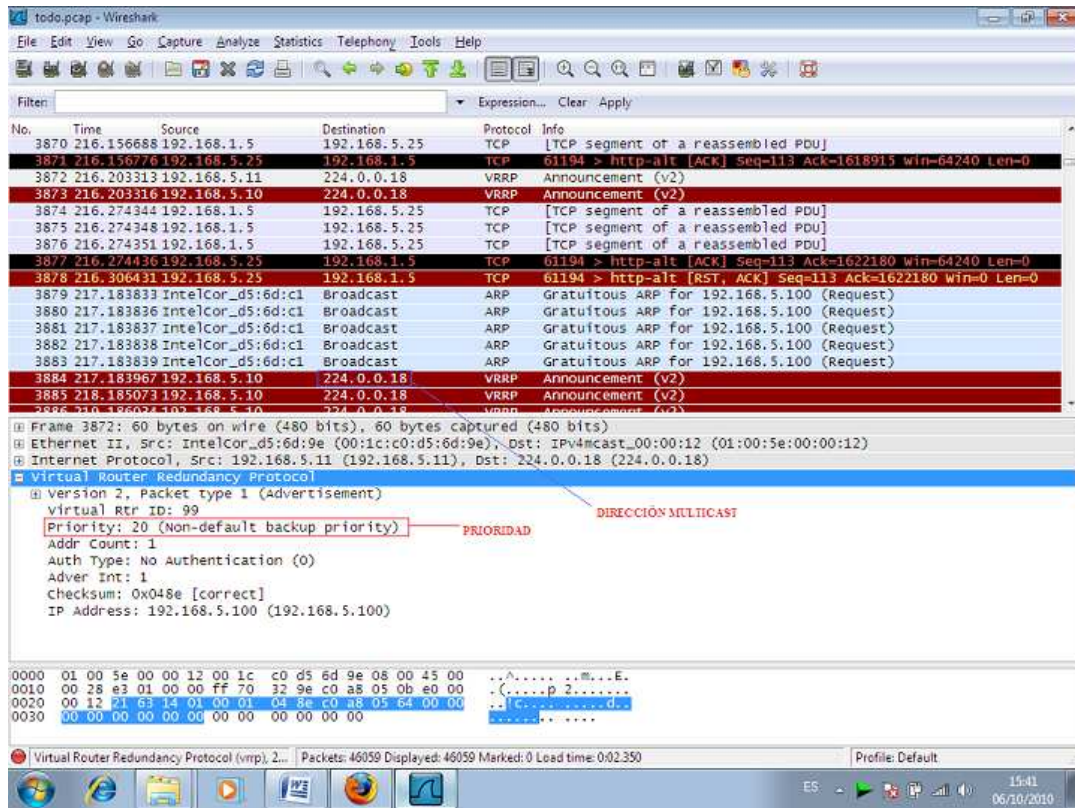 todo.pcap - Wireshark
File Edit View Go Capture Analyze Statistics Telephony Tools Help
Filter: Expression... Clear Apply
No. Time Source Destination Protocol Info
3870 216.156688 192.168.1.5 192.168.5.25 TCP [TCP segment of a reassembled PDU]
3871 216.156776 192.168.5.25 192.168.1.5 TCP 61194 > http-alt [ACK] Seq=113 Ack=1618915 Win=64240 Len=0
3872 216.203313 192.168.5.11 224.0.0.18 VRRP Announcement (v2)
3873 216.203316 192.168.5.10 224.0.0.18 VRRP Announcement (v2)
3874 216.274344 192.168.1.5 192.168.5.25 TCP [TCP segment of a reassembled PDU]
3875 216.274348 192.168.1.5 192.168.5.25 TCP [TCP segment of a reassembled PDU]
3876 216.274351 192.168.1.5 192.168.5.25 TCP [TCP segment of a reassembled PDU]
3877 216.274436 192.168.5.25 192.168.1.5 TCP 61194 > http-alt [ACK] Seq=113 Ack=1622180 Win=64240 Len=0
3878 216.306431 192.168.5.25 192.168.1.5 TCP 61194 > http-alt [RST, ACK] Seq=113 Ack=1622180 Win=0 Len=0
3879 217.183833 IntelCor_d5:6d:c1 Broadcast ARP Gratuitous ARP for 192.168.5.100 (Request)
3880 217.183836 IntelCor_d5:6d:c1 Broadcast ARP Gratuitous ARP for 192.168.5.100 (Request)
3881 217.183837 IntelCor_d5:6d:c1 Broadcast ARP Gratuitous ARP for 192.168.5.100 (Request)
3882 217.183838 IntelCor_d5:6d:c1 Broadcast ARP Gratuitous ARP for 192.168.5.100 (Request)
3883 217.183839 IntelCor_d5:6d:c1 Broadcast ARP Gratuitous ARP for 192.168.5.100 (Request)
3884 217.183967 192.168.5.10 224.0.0.18 VRRP Announcement (v2)
3885 218.185073 192.168.5.10 224.0.0.18 VRRP Announcement (v2)
3886 219.186034 192.168.5.10 224.0.0.18 VRRP Announcement (v2)
Frame 3872: 60 bytes on wire (480 bits), 60 bytes captured (480 bits)
Ethernet II, Src: IntelCor_d5:6d:9e (00:1c:c0:d5:6d:9e), Dst: IPv4mcast_00:00:12 (01:00:5e:00:00:12)
Internet Protocol, Src: 192.168.5.11 (192.168.5.11), Dst: 224.0.0.18 (224.0.0.18)
Virtual Router Redundancy Protocol
Version 2, Packet type 1 (Advertisement)
Virtual Rtr ID: 99
DIRECCIÓN MULTICAST
Priority: 20 (Non-default backup priority)
PRIORIDAD
Addr Count: 1
Auth Type: No Authentication (0)
Adver Int: 1
Checksum: 0x048e [correct]
IP Address: 192.168.5.100 (192.168.5.100)
0000 01 00 5e 00 00 12 00 1c c0 d5 6d 9e 08 00 45 00 ..^..... ..m...E.
0010 00 28 e3 01 00 00 ff 70 32 9e c0 a8 05 0b e0 00 .(.....p 2.......
0020 00 12 21 63 14 01 00 01 04 8e c0 a8 05 64 00 00 ..!c.... .....d..
0030 00 00 00 00 00 00 00 00 00 00 00 00 ........ ....
Virtual Router Redundancy Protocol (vrrp), 2... Packets: 46059 Displayed: 46059 Marked: 0 Load time: 0:02.350 Profile: Default
ES
15:41
06/10/2010